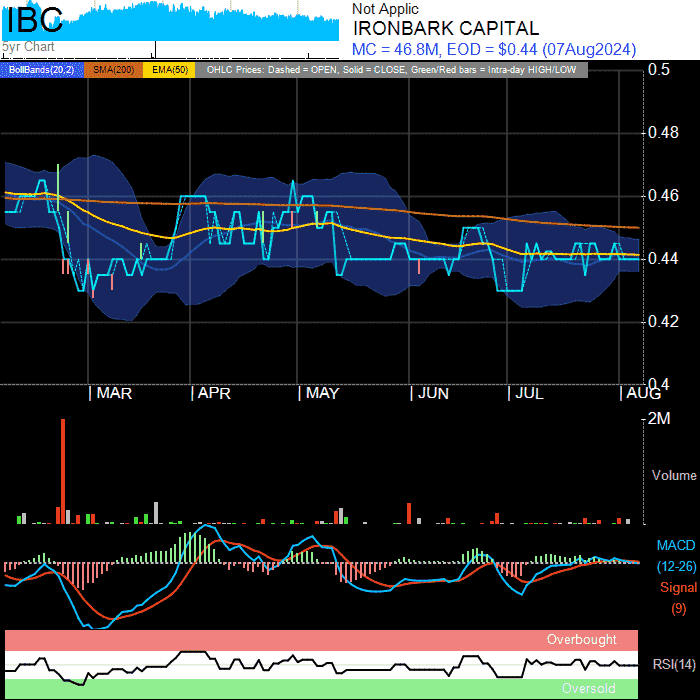 IBC
5yr Chart
Not Applic
IRONBARK CAPITAL
MC = 46.8M, EOD = $0.44 (07Aug2024)
BollBands(20,2) SMA(200) EMA(50) OHLC Prices: Dashed = OPEN, Solid = CLOSE, Green/Red bars = Intra-day HIGH/LOW
0.5
0.48
0.46
0.44
0.42
0.4
| MAR | APR | MAY | JUN | JUL | AUG
2M
Volume
MACD
(12-26)
Signal
(9)
Overbought
RSI(14)
Oversold